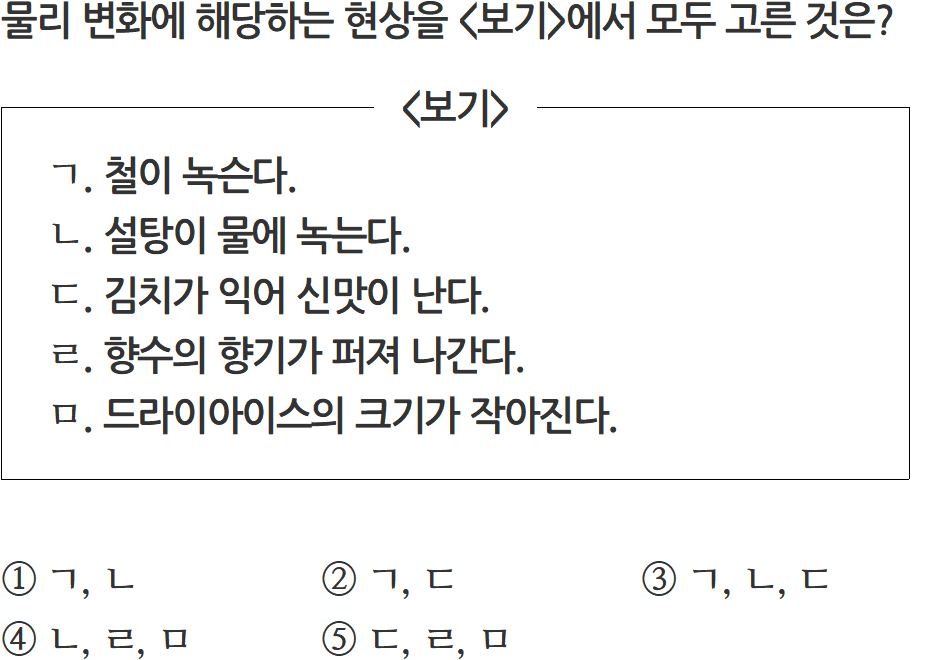 물리 변화에 해당하는 현상을 <보기>에서 모두 고른 것은?
<보기>
ㄱ. 철이 녹슨다.
ㄴ. 설탕이 물에 녹는다.
ㄷ. 김치가 익어 신맛이 난다.
ㄹ. 향수의 향기가 퍼져 나간다.
ㅁ. 드라이아이스의 크기가 작아진다.
① ㄱ, ㄴ ② ㄱ, ㄷ ③ ㄱ, ㄴ, ㄷ
④ ㄴ, ㄹ, ㅁ ⑤ ㄷ, ㄹ, ㅁ